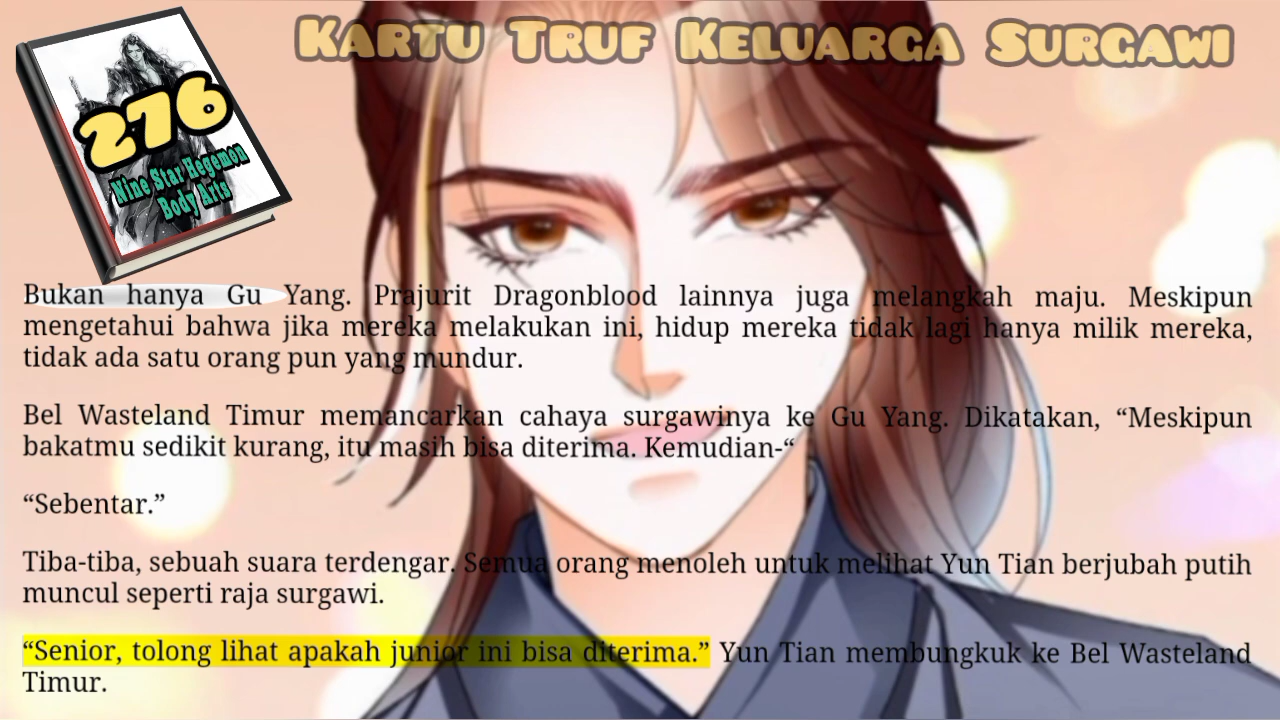 Kartu Truf Keluarga Surgawi
276
Nine Star Hegemon
Body Arts
Bukan hanya Gu Yang. Prajurit Dragonblood lainnya juga melangkah maju. Meskipun
mengetahui bahwa jika mereka melakukan ini, hidup mereka tidak lagi hanya milik mereka,
tidak ada satu orang pun yang mundur.
Bel Wasteland Timur memancarkan cahaya surgawinya ke Gu Yang. Dikatakan, “Meskipun
bakatmu sedikit kurang, itu masih bisa diterima. Kemudian-“
“Sebentar.”
Tiba-tiba, sebuah suara terdengar. Semua orang menoleh untuk melihat Yun Tian berjubah putih
muncul seperti raja surgawi.
“Senior, tolong lihat apakah junior ini bisa diterima.” Yun Tian membungkuk ke Bel Wasteland
Timur.